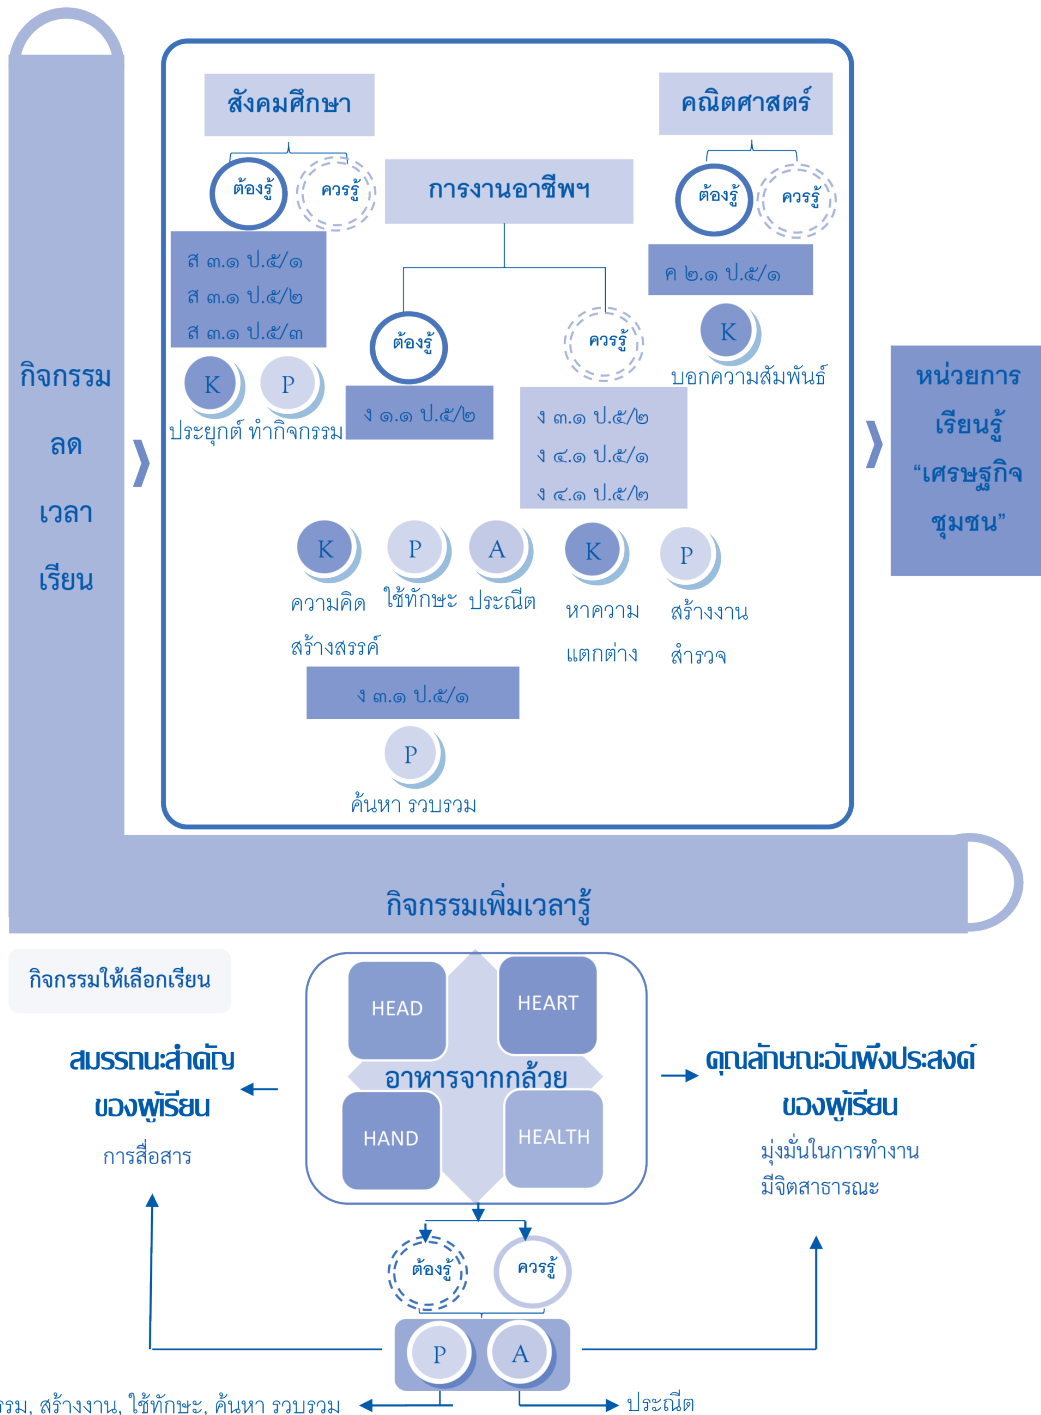 สังคมศึกษา
คณิตศาสตร์
ต้องรู้
ควรรู้
การงานอาชีพฯ
ต้องรู้
ควรรู้
ส ๓.๑ ป.๕/๑
ส ๓.๑ ป.๕/๒
ส ๓.๑ ป.๕/๓
ค ๒.๑ ป.๕/๑
K
บอกความสัมพันธ์
K
P
ประยุกต์ ทำกิจกรรม
ต้องรู้
ควรรู้
ง ๑.๑ ป.๕/๒
ง ๓.๑ ป.๕/๒
ง ๔.๑ ป.๕/๑
ง ๔.๑ ป.๕/๒
กิจกรรม
ลด
เวลา
เรียน
หน่วยการ
เรียนรู้
“เศรษฐกิจ
ชุมชน”
K
P
A
K
P
ความคิด
สร้างสรรค์
ใช้ทักษะ
ประณีต
หาความ
แตกต่าง
สร้างงาน
สำรวจ
ง ๓.๑ ป.๕/๑
P
ค้นหา รวบรวม
กิจกรรมเพิ่มเวลารู้
กิจกรรมให้เลือกเรียน
HEAD
HEART
อาหารจากกล้วย
HAND
HEALTH
สมรรถนะสำคัญ
ของผู้เรียน
การสื่อสาร
คุณลักษณะอันพึงประสงค์
ของผู้เรียน
มุ่งมั่นในการทำงาน
มีจิตสาธารณะ
ต้องรู้
ควรรู้
P
A
รรม, สร้างงาน, ใช้ทักษะ, ค้นหา รวบรวม
ประณีต